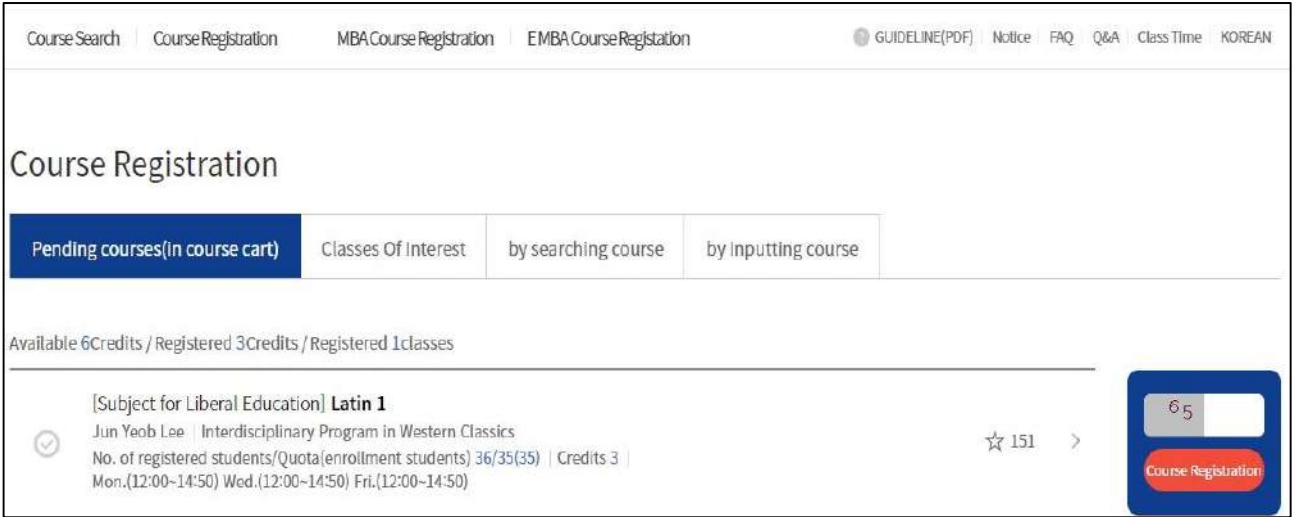 Course Search Course Registration MBA Course Registration EMBA Course Registation GUIDELINE(PDF) Notice FAQ Q&A Class Time KOREAN
Course Registration
Pending courses(in course cart) Classes Of Interest by searching course by inputting course
Available 6Credits / Registered 3Credits / Registered 1classes
[Subject for Liberal Education] Latin 1
Jun Yeob Lee | Interdisciplinary Program in Western Classics
No. of registered students/Quota(enrollment students) 36/35(35) | Credits 3 |
Mon.(12:00~14:50) Wed.(12:00~14:50) Fri.(12:00~14:50)
☆ 151 >
65
Course Registration